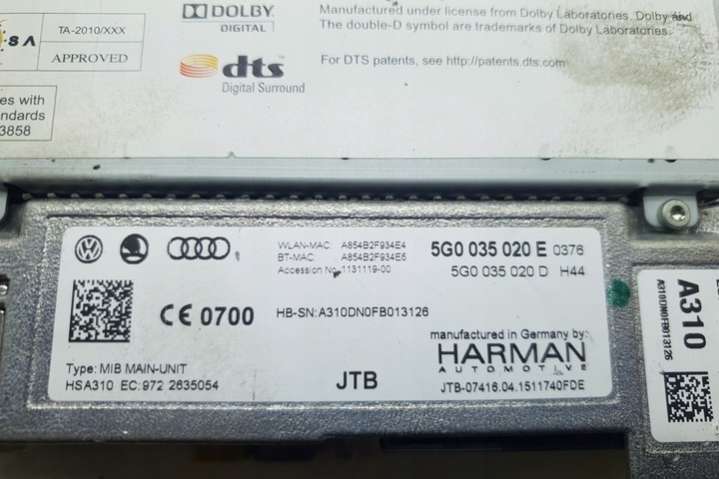 SA
TA-2010/XXX
APPROVED
DOLBY
DIGITAL
Manufactured under license from Dolby Laboratories. Dolby and
The double-D symbol are trademarks of Dolby Laboratories.
dts
Digital Surround
For DTS patents, see http://patents.dts.com
es with
andards
3858
WLAN-MAC: A854B2F934E4
BT-MAC: A854B2F934E5
Accession No. 1131119-00
5G0 035 020 E 0376
5G0 035 020 D H44
CE 0700
HB-SN: A310DN0FB013126
manufactured in Germany by:
HARMAN
AUTOMOTIVE
Type: MIB MAIN-UNIT
HSA310 EC: 972 2635054
JTB
JTB-07416.04.1511740FDE
A310
A310DN0FB013126